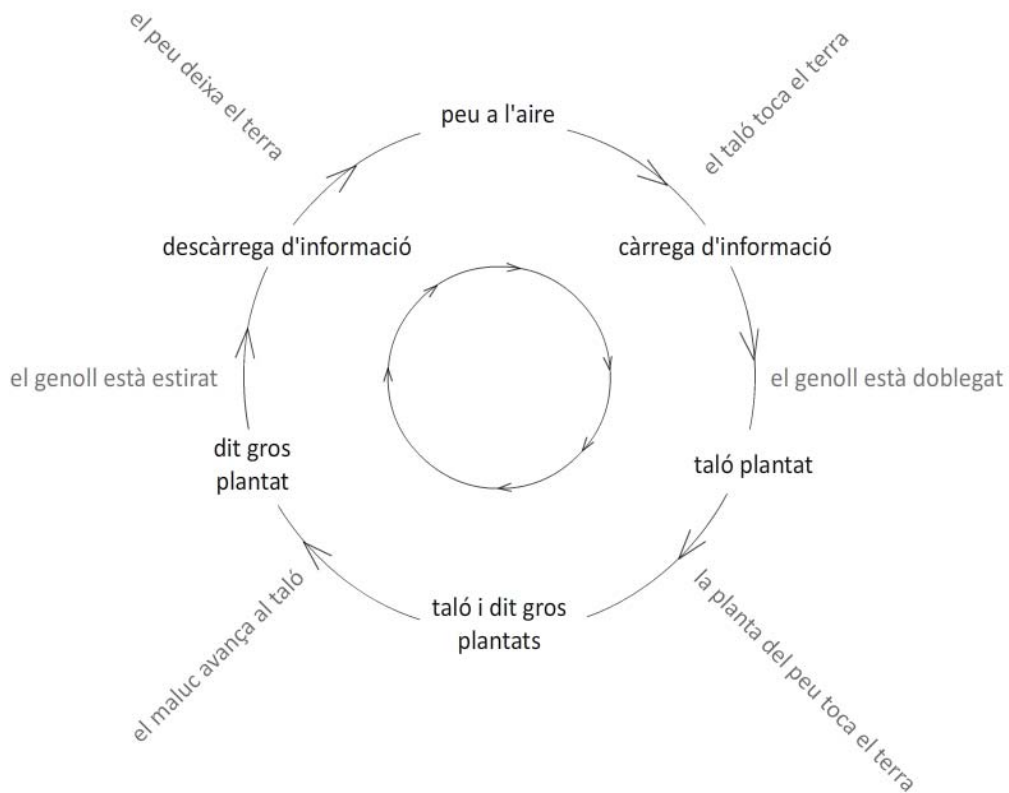 el peu deixa el terra
peu a l'aire
el taló toca el terra
descàrrega d'informació
càrrega d'informació
el genoll està estirat
el genoll està doblegat
dit gros
plantat
taló plantat
el maluc avança al taló
taló i dit gros
plantats
la planta del peu toca el terra